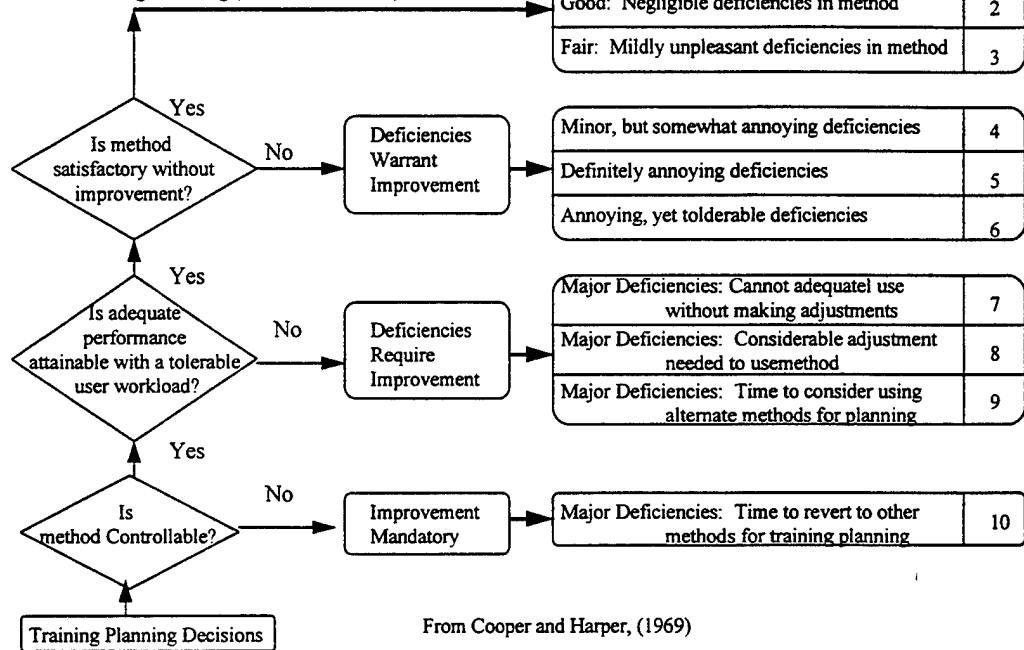 Good: Negligible deficiencies in method
2
Fair: Mildly unpleasant deficiencies in method
3
Yes
Is method
satisfactory without
improvement?
No
Deficiencies
Warrant
Improvement
Minor, but somewhat annoying deficiencies
4
Definitely annoying deficiencies
5
Annoying, yet tolderable deficiencies
6
Yes
Is adequate
performance
attainable with a tolerable
user workload?
No
Deficiencies
Require
Improvement
Major Deficiencies: Cannot adequatel use
without making adjustments
7
Major Deficiencies: Considerable adjustment
needed to usemethod
8
Major Deficiencies: Time to consider using
alternate methods for planning
9
Yes
Is
method Controllable?
No
Improvement
Mandatory
Major Deficiencies: Time to revert to other
methods for training planning
10
Training Planning Decisions
From Cooper and Harper, (1969)